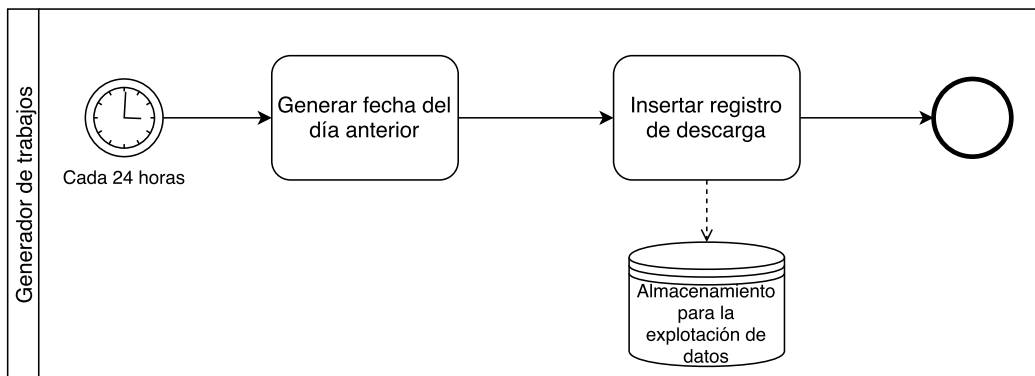 Generador de trabajos
Cada 24 horas
Generar fecha del
día anterior
Insertar registro
de descarga
Almacenamiento
para la
explotación de
datos